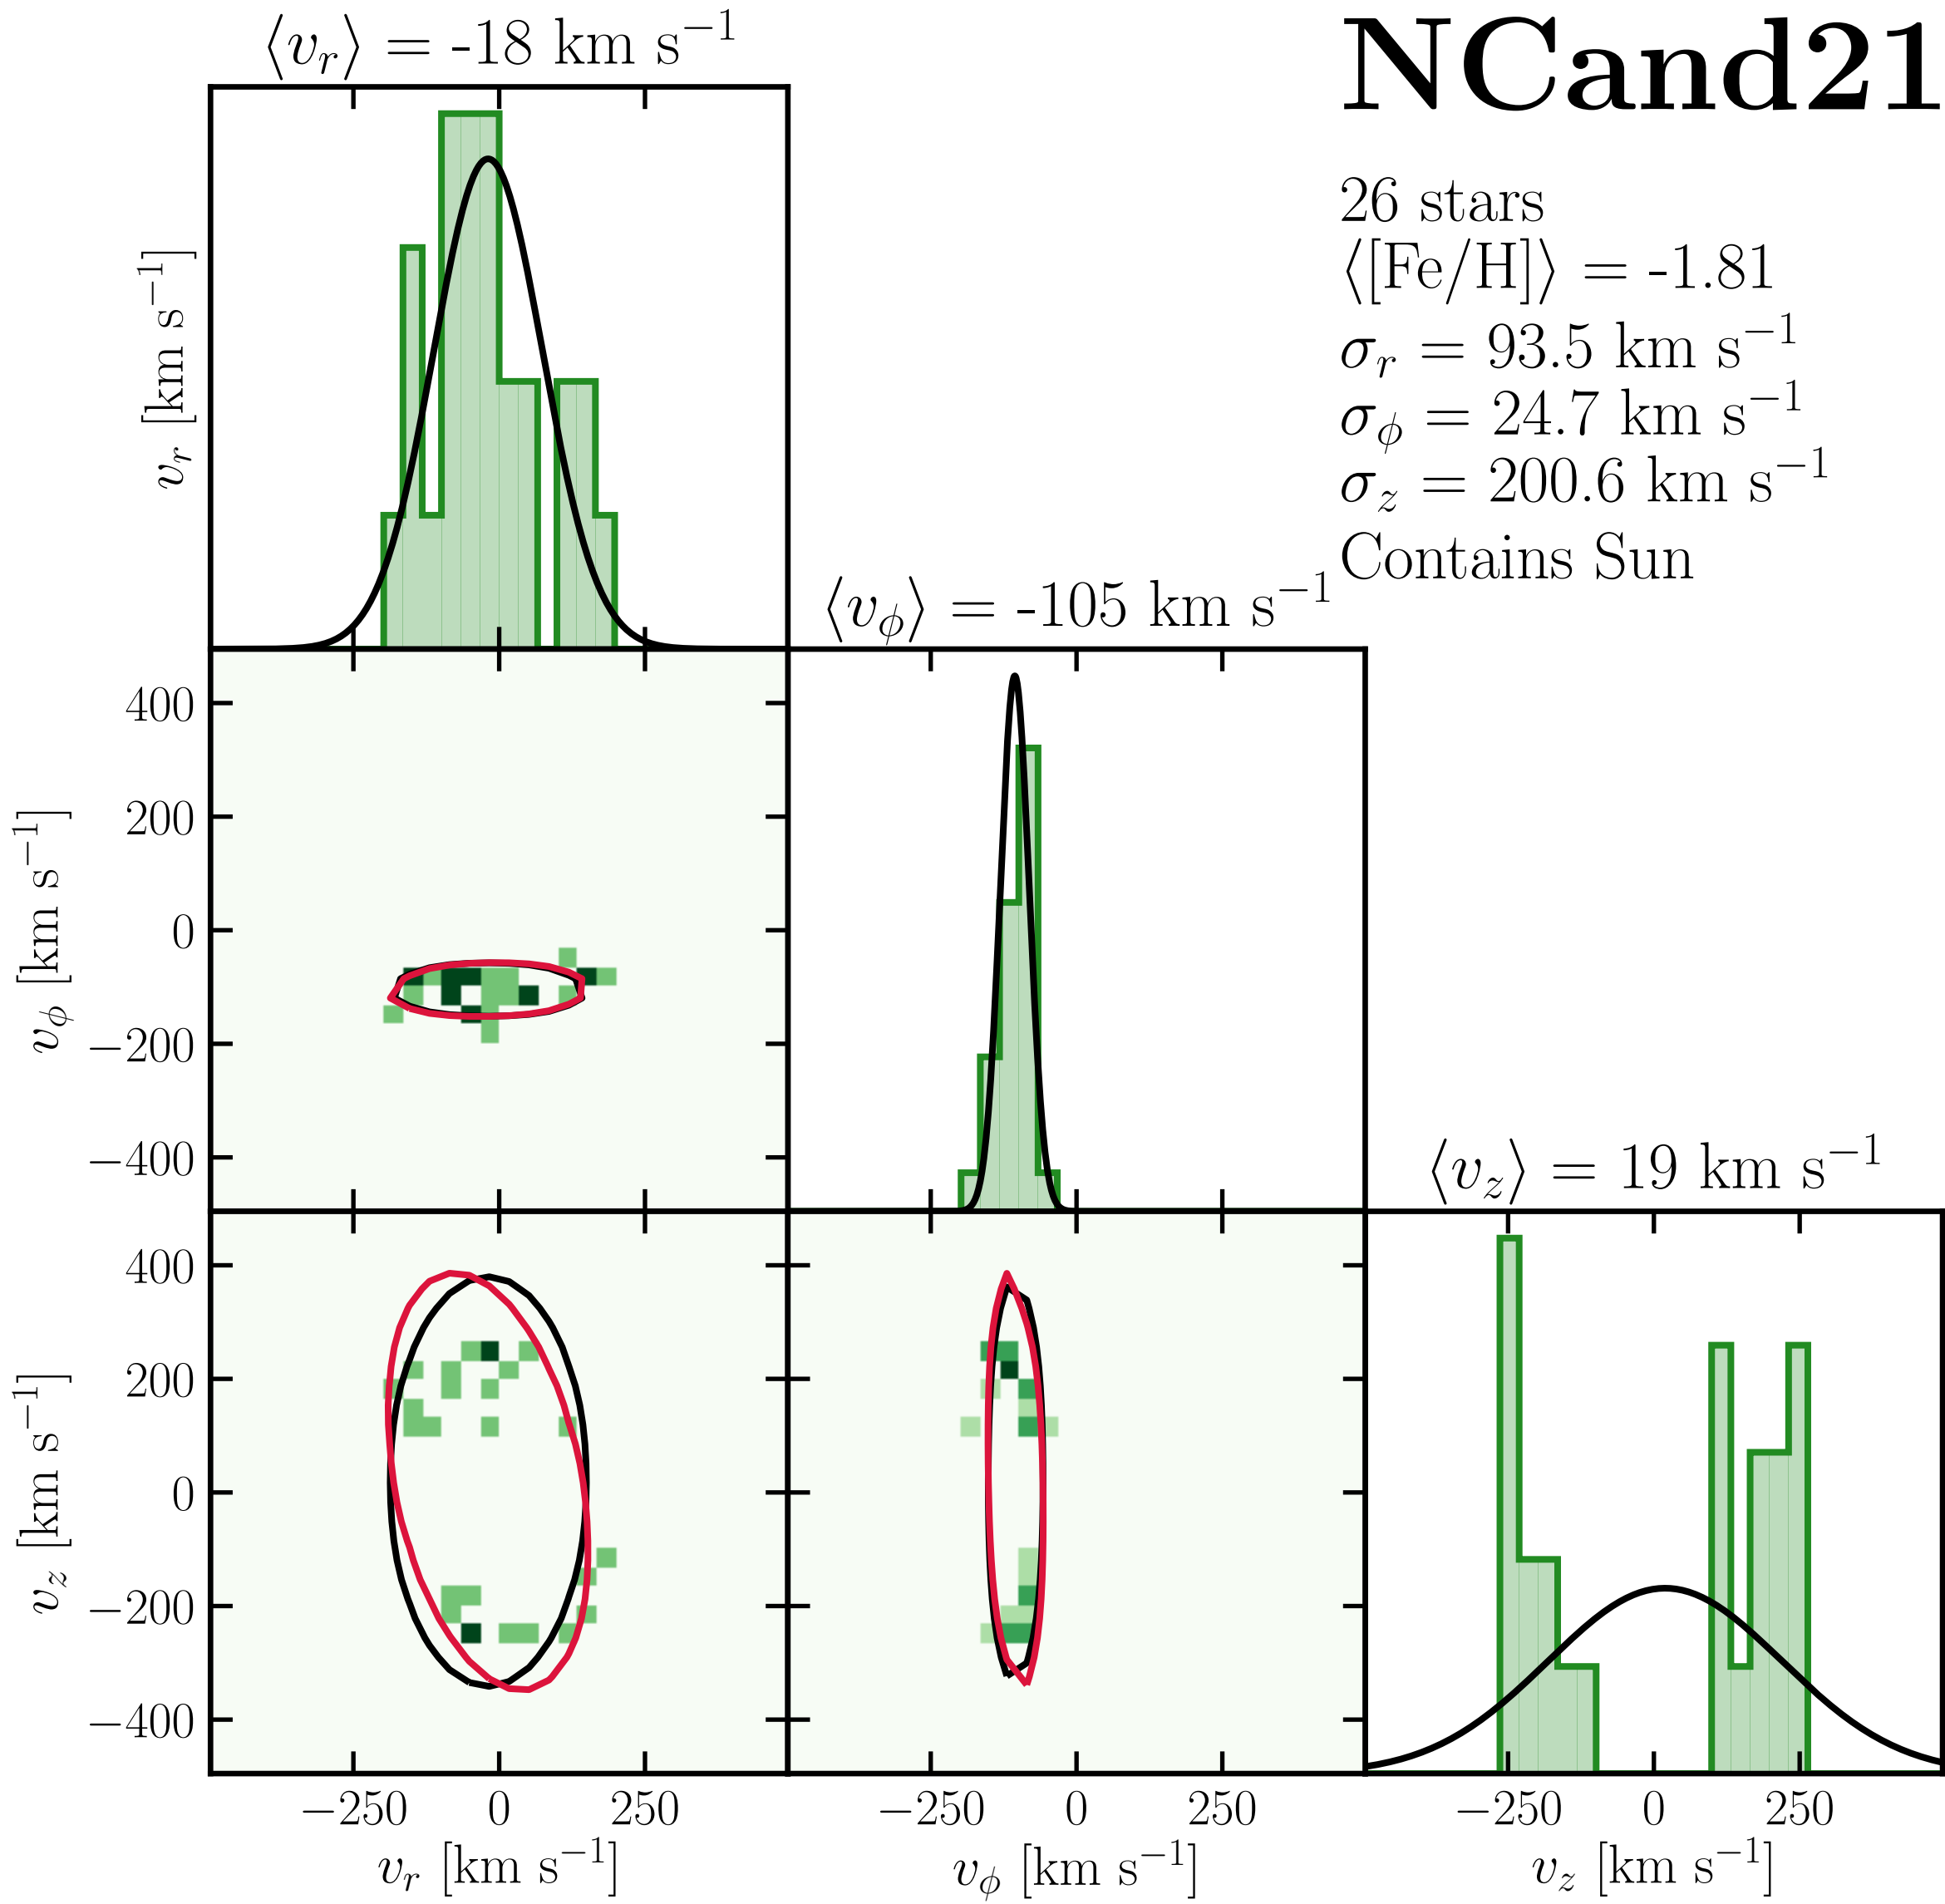 NCand21
⟨v_r⟩ = -18 km s⁻¹
26 stars
⟨[Fe/H]⟩ = -1.81
σ_r = 93.5 km s⁻¹
σ_ϕ = 24.7 km s⁻¹
σ_z = 200.6 km s⁻¹
Contains Sun
v_r [km s⁻¹]
⟨v_ϕ⟩ = -105 km s⁻¹
400
200
0
−200
−400
v_ϕ [km s⁻¹]
⟨v_z⟩ = 19 km s⁻¹
400
200
0
−200
−400
v_z [km s⁻¹]
−250 0 250 −250 0 250 −250 0 250
v_r [km s⁻¹] v_ϕ [km s⁻¹] v_z [km s⁻¹]